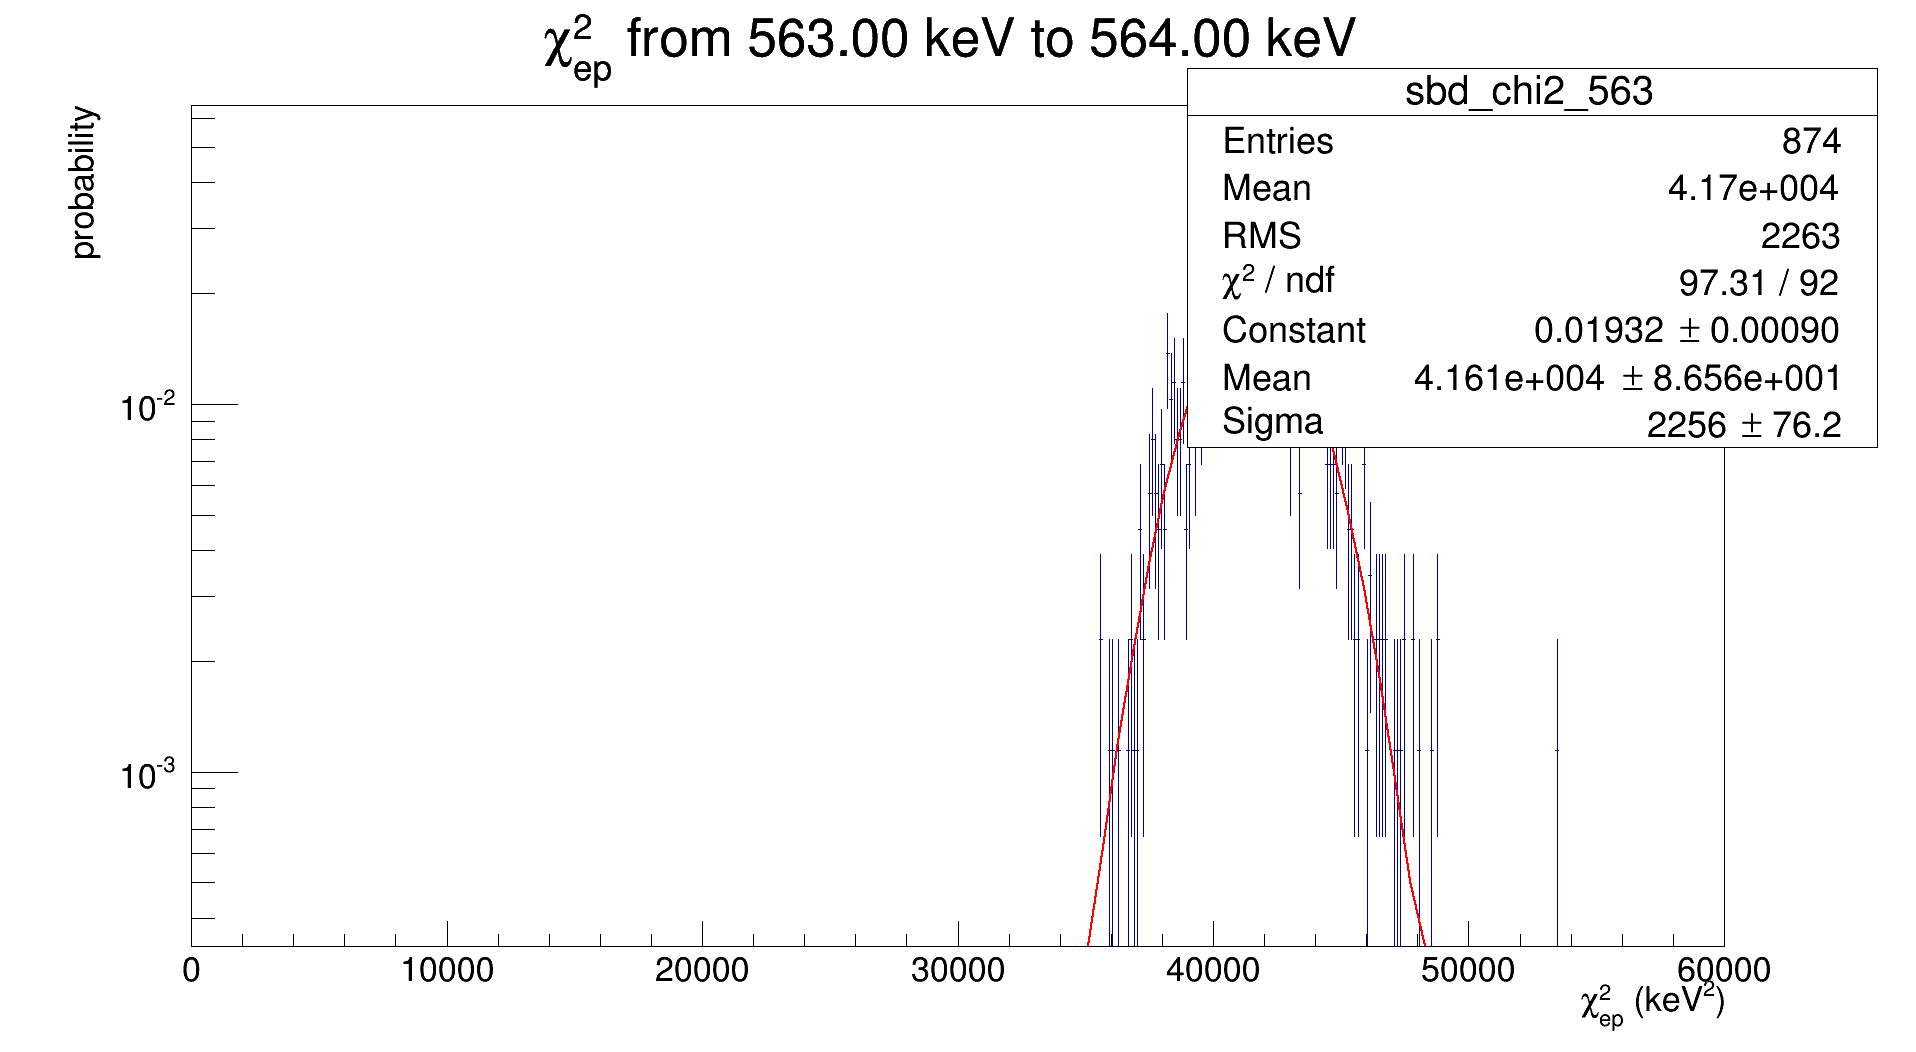 χ²ep from 563.00 keV to 564.00 keV
sbd_chi2_563
Entries 874
Mean 4.17e+004
RMS 2263
χ² / ndf 97.31 / 92
Constant 0.01932 ± 0.00090
Mean 4.161e+004 ± 8.656e+001
Sigma 2256 ± 76.2
probability
10⁻²
10⁻³
0 10000 20000 30000 40000 50000 60000
χ²ep (keV²)